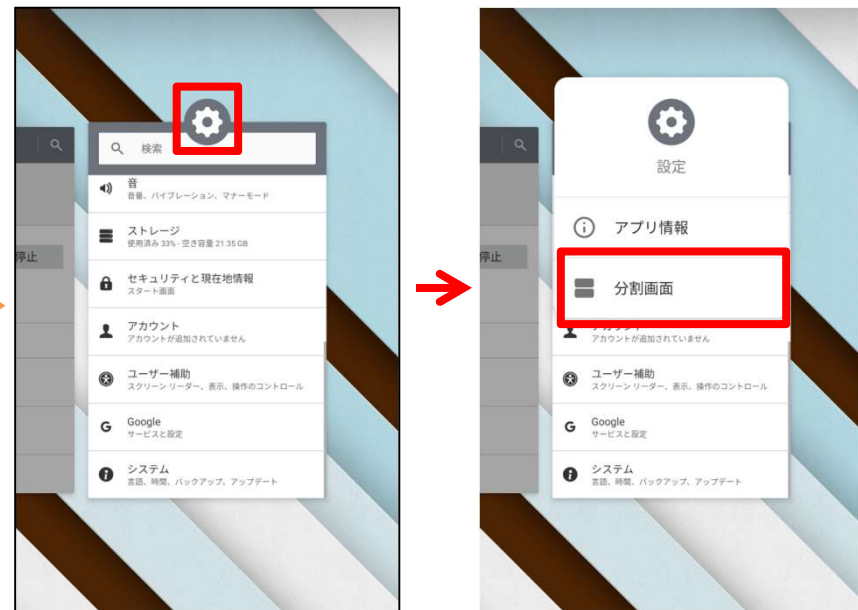 検索
音
音量、バイブレーション、マナーモード
ストレージ
使用済み 33% - 空き容量 21.35 GB
停止
セキュリティと現在地情報
スタート画面
アカウント
アカウントが追加されていません
ユーザー補助
スクリーン リーダー、表示、操作のコントロール
Google
サービスと設定
システム
言語、時間、バックアップ、アップデート
設定
アプリ情報
停止
分割画面
アカウント
アカウントが追加されていません
ユーザー補助
スクリーン リーダー、表示、操作のコントロール
Google
サービスと設定
システム
言語、時間、バックアップ、アップデート